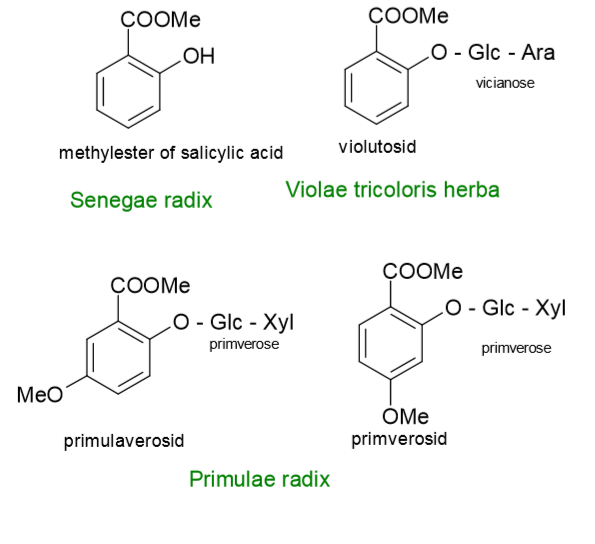 COOMe
OH
methylester of salicylic acid
Senegae radix
COOMe
O - Glc - Ara
vicianose
violutosid
Violae tricoloris herba
COOMe
O - Glc - Xyl
primverose
MeO
primulaverosid
COOMe
O - Glc - Xyl
primverose
OMe
primverosid
Primulae radix